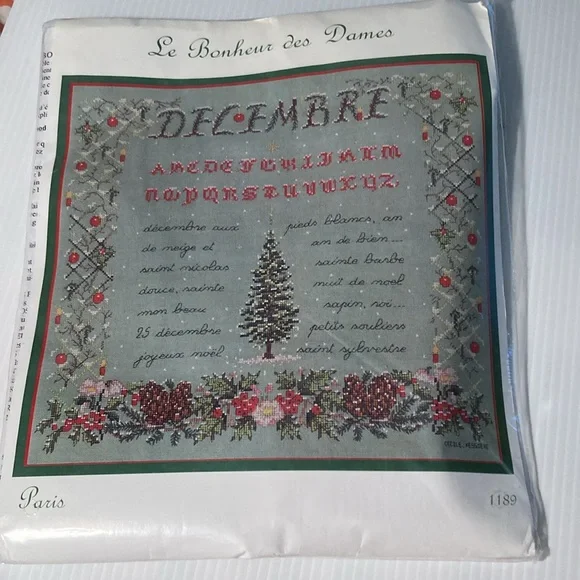 Le Bonheur des Dames
DECEMBRE
ABCDEFGHIJKLM
NOPQRSTUVWXYZ
décembre aux pieds blancs, an
de neige et an de bien...
saint nicolas sainte barbe
douce, sainte nuit de noel
mon beau sapin, roi...
25 décembre petits souliers
joyeux noël saint sylvestre
Paris
1189